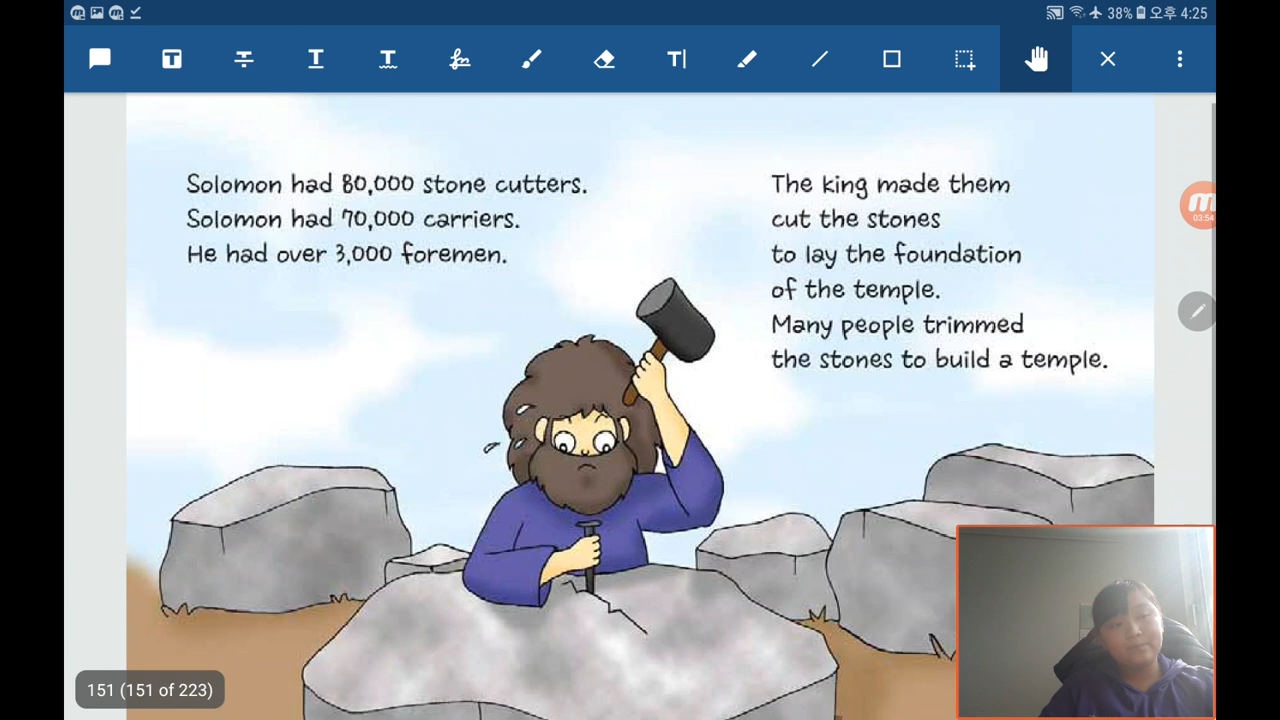 38% 오후 4:25
Solomon had 80,000 stone cutters.
Solomon had 70,000 carriers.
He had over 3,000 foremen.
The king made them
cut the stones
to lay the foundation
of the temple.
Many people trimmed
the stones to build a temple.
03:54
151 (151 of 223)